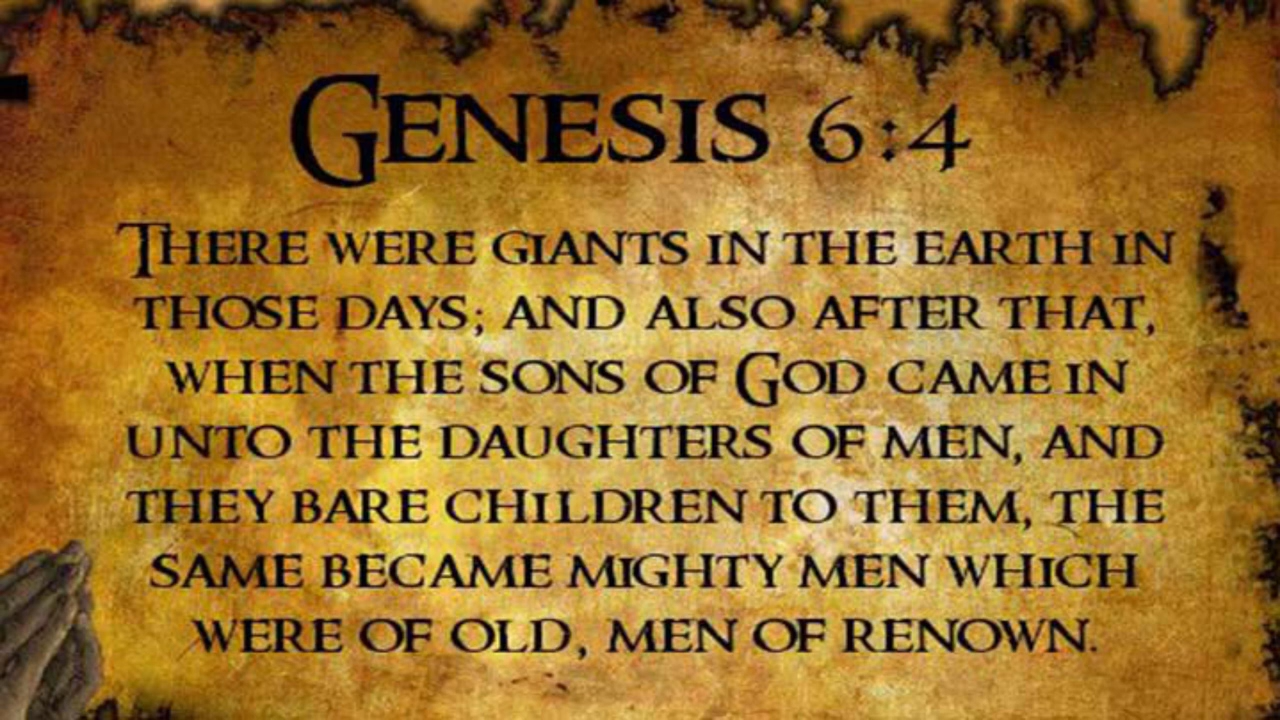 Genesis 6:4
There were giants in the earth in
those days; and also after that,
when the sons of God came in
unto the daughters of men, and
they bare children to them, the
same became mighty men which
were of old, men of renown.